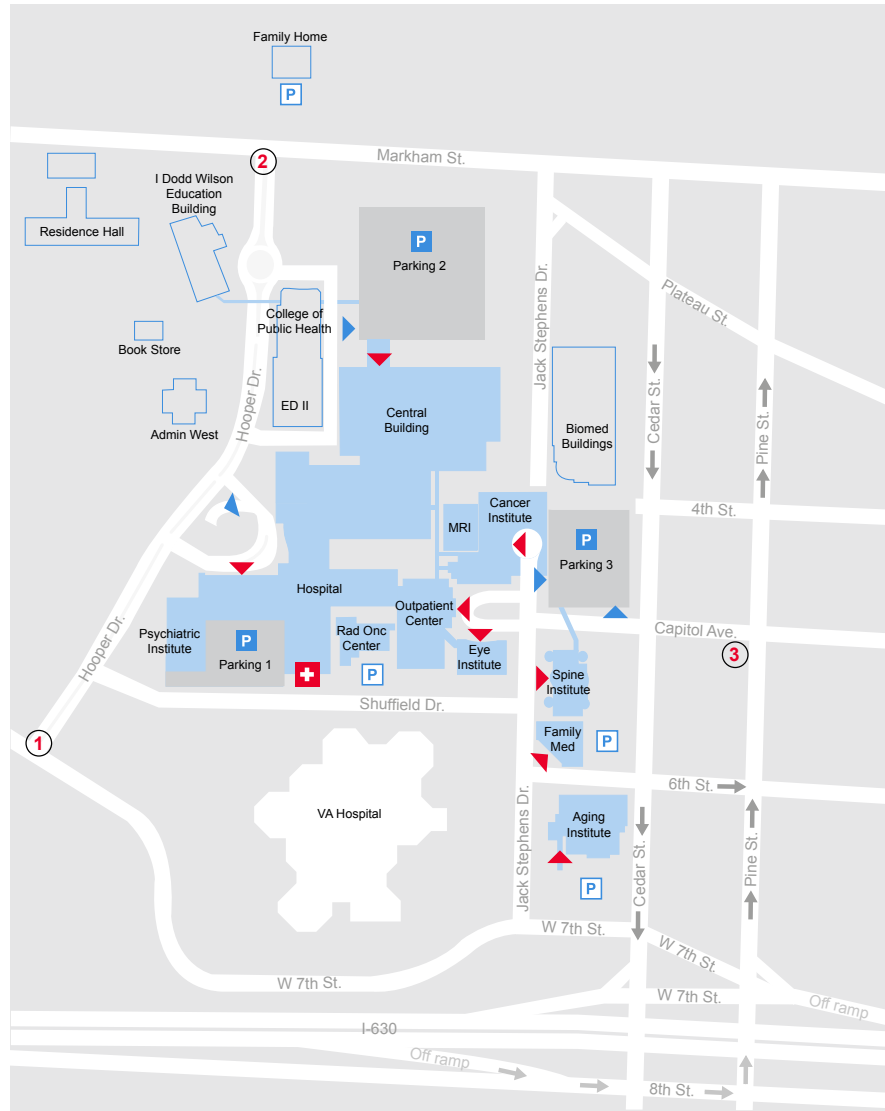 Family Home
P
Markham St.
2
I Dodd Wilson
Education
Building
Residence Hall
P
Parking 2
Jack Stephens Dr.
Plateau St.
College of
Public Health
Book Store
Hooper Dr.
ED II
Admin West
Central
Building
Biomed
Buildings
Cedar St.
Pine St.
4th St.
Cancer
Institute
MRI
P
Parking 3
Hospital
Outpatient
Center
Capitol Ave.
3
Hooper Dr.
Psychiatric
Institute
P
Parking 1
Rad Onc
Center
P
Eye
Institute
Spine
Institute
Shuffield Dr.
Family
Med
P
1
6th St.
VA Hospital
Aging
Institute
Jack Stephens Dr.
Cedar St.
Pine St.
P
W 7th St.
W 7th St.
W 7th St.
W 7th St.
Off ramp
I-630
Off ramp
8th St.